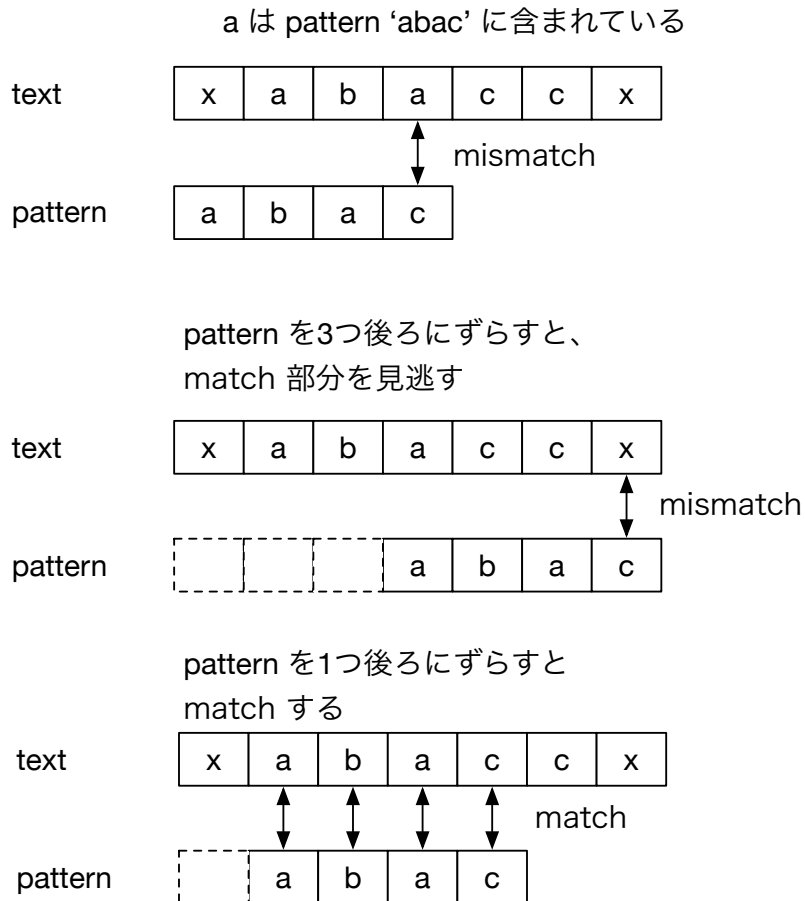 a は pattern ‘abac’ に含まれている
text x a b a c c x
mismatch
pattern a b a c
pattern を3つ後ろにずらすと、
match 部分を見逃す
text x a b a c c x
mismatch
pattern a b a c
pattern を1つ後ろにずらすと
match する
text x a b a c c x
match
pattern a b a c